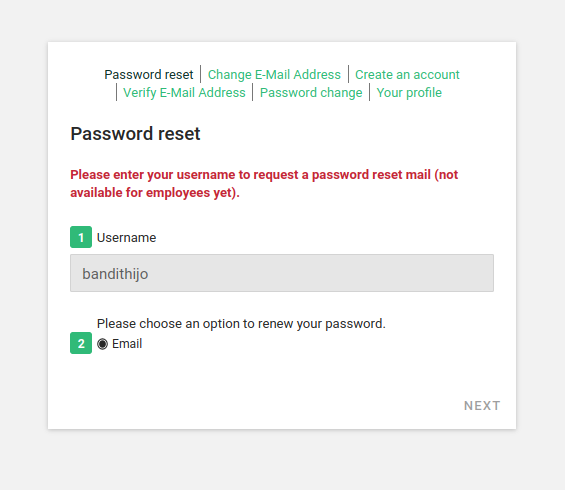 Password reset | Change E-Mail Address | Create an account
| Verify E-Mail Address | Password change | Your profile
Password reset
Please enter your username to request a password reset mail (not
available for employees yet).
1 Username
bandithijo
Please choose an option to renew your password.
2 Email
NEXT